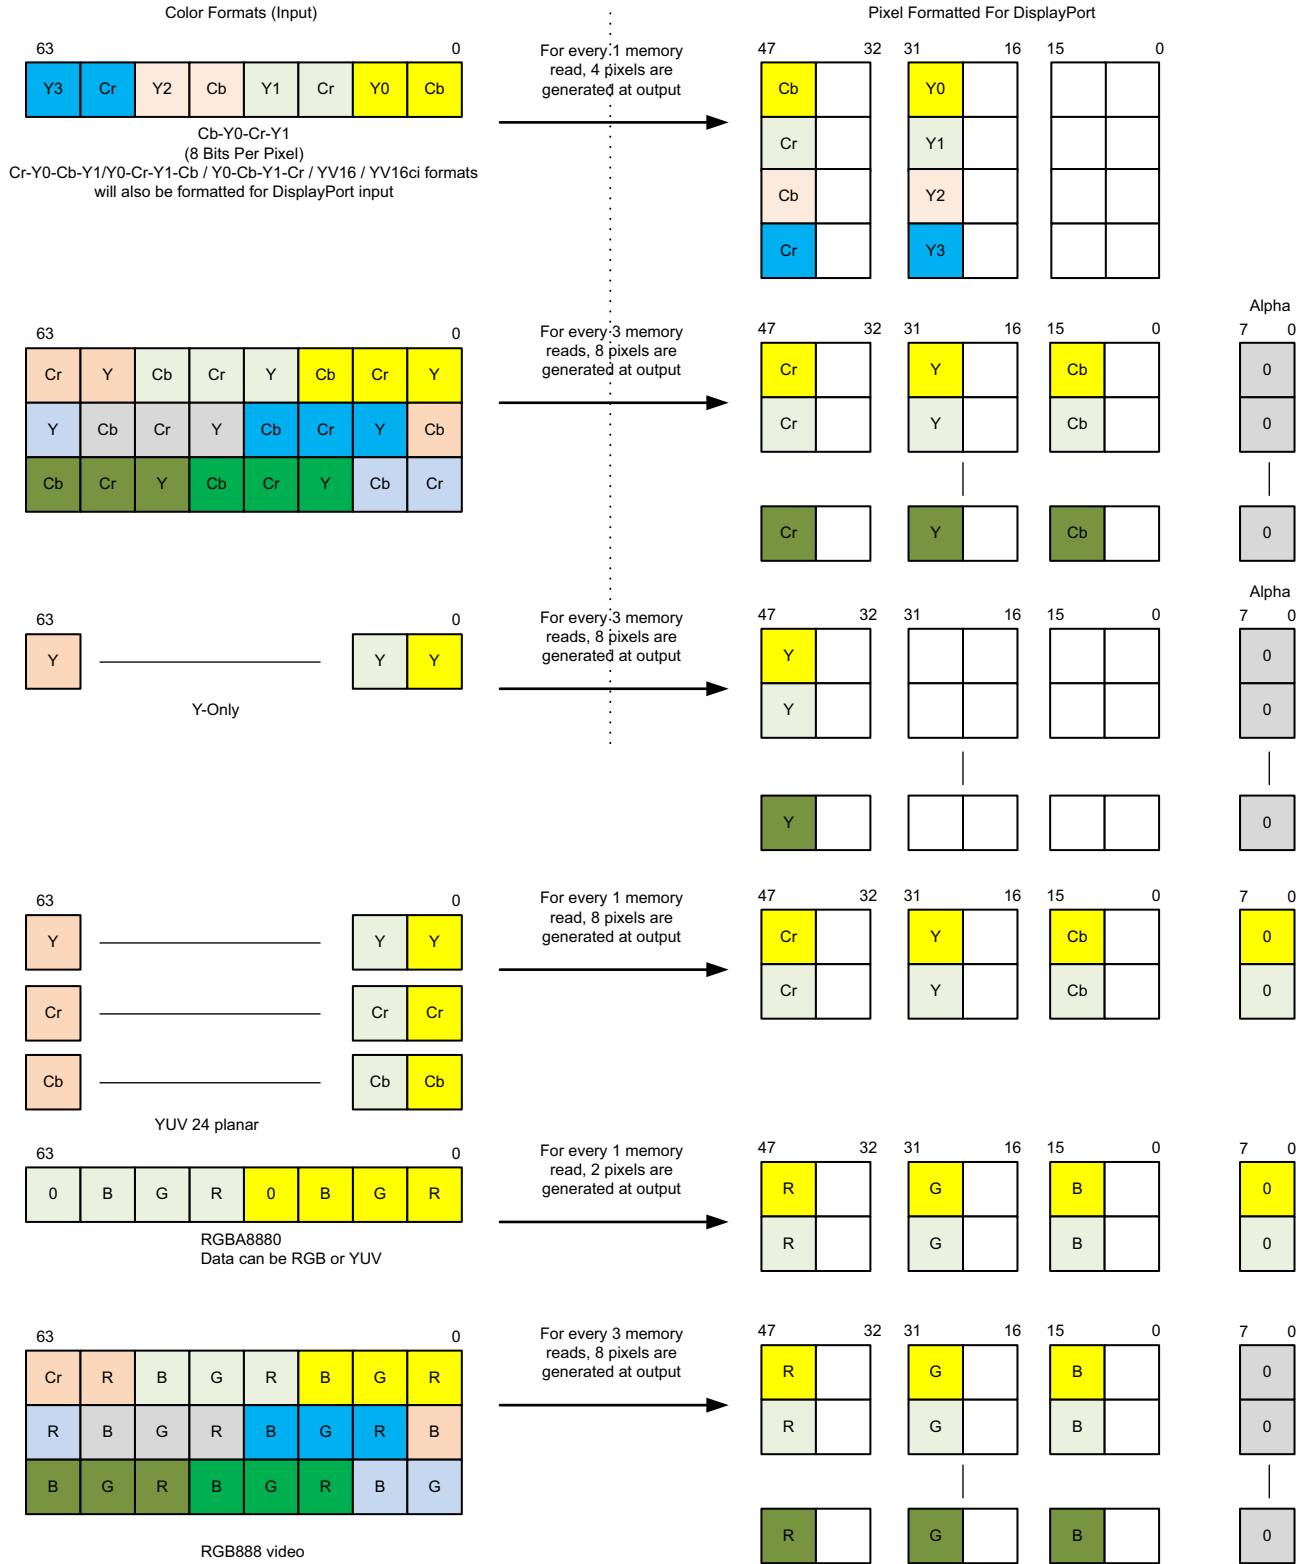 Color Formats (Input)
Pixel Formatted For DisplayPort
63 0
For every 1 memory
read, 4 pixels are
generated at output
47 32 31 16 15 0
Y3 Cr Y2 Cb Y1 Cr Y0 Cb
Cb-Y0-Cr-Y1
(8 Bits Per Pixel)
Cr-Y0-Cb-Y1/Y0-Cr-Y1-Cb / Y0-Cb-Y1-Cr / YV16 / YV16ci formats
will also be formatted for DisplayPort input
Cb Y0
Cr Y1
Cb Y2
Cr Y3
63 0
For every 3 memory
reads, 8 pixels are
generated at output
Alpha
47 32 31 16 15 0 7 0
Cr Y Cb Cr Y Cb Cr Y
Y Cb Cr Y Cb Cr Y Cb
Cb Cr Y Cb Cr Y Cb Cr
Cr Y Cb 0
Cr Y Cb 0
Cr Y Cb 0
63 0
For every 3 memory
reads, 8 pixels are
generated at output
Alpha
47 32 31 16 15 0 7 0
Y Y Y
Y-Only
Y 0
Y 0
Y 0
63 0
For every 1 memory
read, 8 pixels are
generated at output
47 32 31 16 15 0 7 0
Y Y Y
Cr Cr Cr
Cb Cb Cb
YUV 24 planar
Cr Y Cb 0
Cr Y Cb 0
63 0
For every 1 memory
read, 2 pixels are
generated at output
47 32 31 16 15 0 7 0
0 B G R 0 B G R
RGBA8880
Data can be RGB or YUV
R G B 0
R G B 0
63 0
For every 3 memory
reads, 8 pixels are
generated at output
47 32 31 16 15 0 7 0
Cr R B G R B G R
R B G R B G R B
B G R B G R B G
RGB888 video
R G B 0
R G B 0
R G B 0